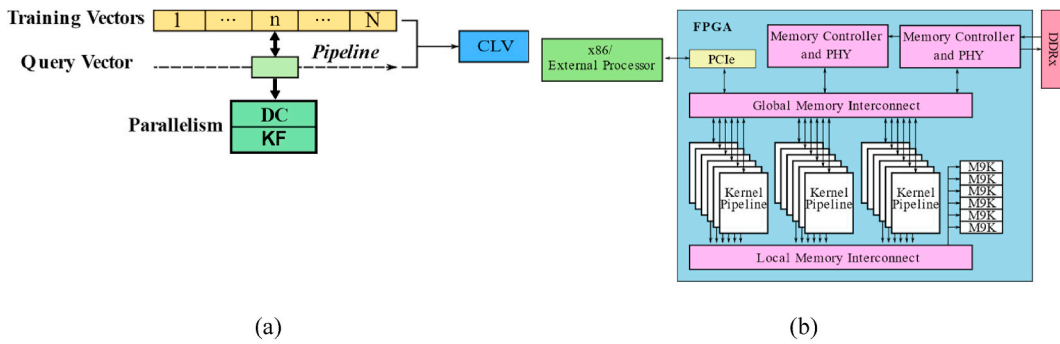 Training Vectors 1 ... n ... N
Query Vector Pipeline
Parallelism
DC
KF
CLV
x86/
External Processor
FPGA
PCIe
Memory Controller
and PHY
Memory Controller
and PHY
DDRx
Global Memory Interconnect
Kernel
Pipeline
Kernel
Pipeline
Kernel
Pipeline
M9K
M9K
M9K
M9K
M9K
M9K
Local Memory Interconnect
(a)
(b)